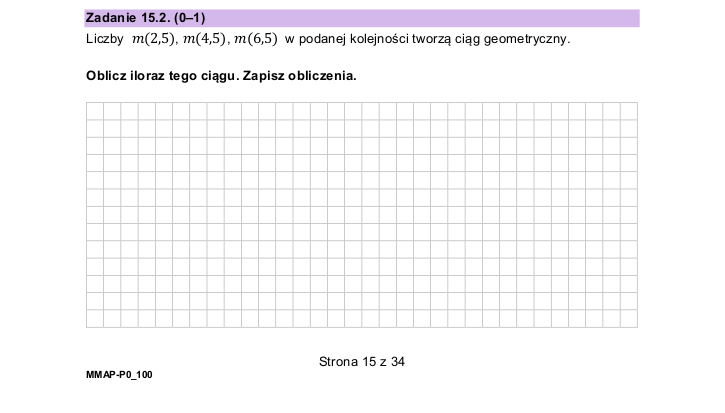 Zadanie 15.2. (0–1)
Liczby m(2,5), m(4,5), m(6,5) w podanej kolejności tworzą ciąg geometryczny.
Oblicz iloraz tego ciągu. Zapisz obliczenia.
Strona 15 z 34
MMAP-P0_100